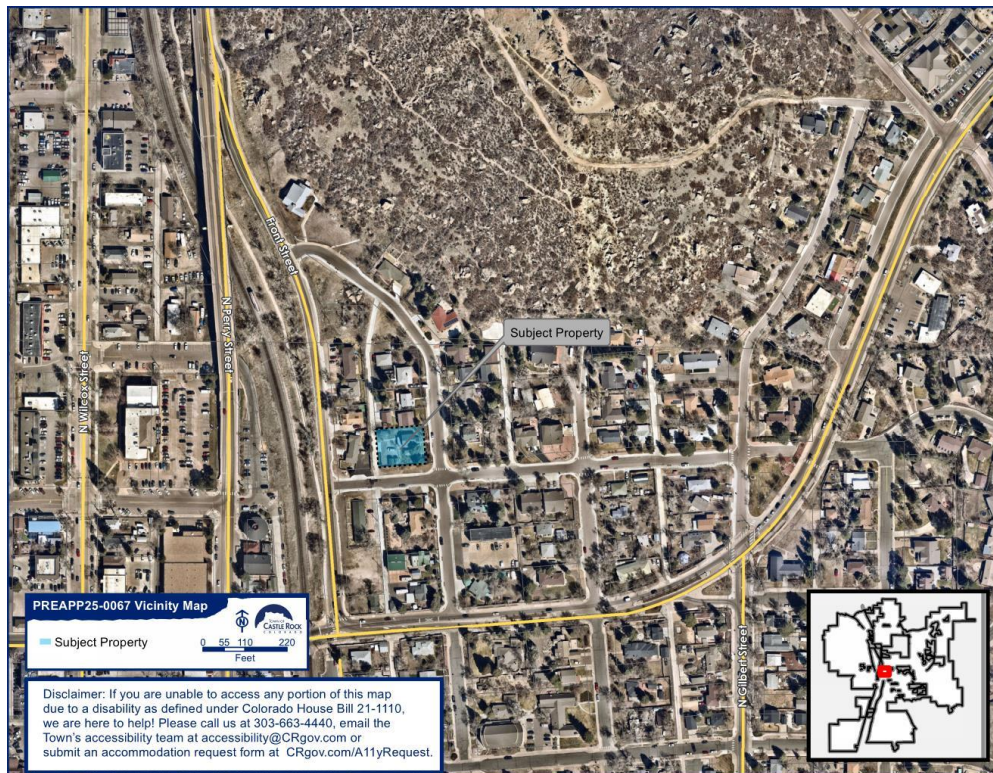 Front Street
N Perry Street
N Wilcox Street
Subject Property
N Gilbert Street
PREAPP25-0067 Vicinity Map
N
TOWN OF
CASTLE ROCK
COLORADO
Subject Property
0 55 110 220
Feet
Disclaimer: If you are unable to access any portion of this map
due to a disability as defined under Colorado House Bill 21-1110,
we are here to help! Please call us at 303-663-4440, email the
Town's accessibility team at accessibility@CRgov.com or
submit an accommodation request form at CRgov.com/A11yRequest.